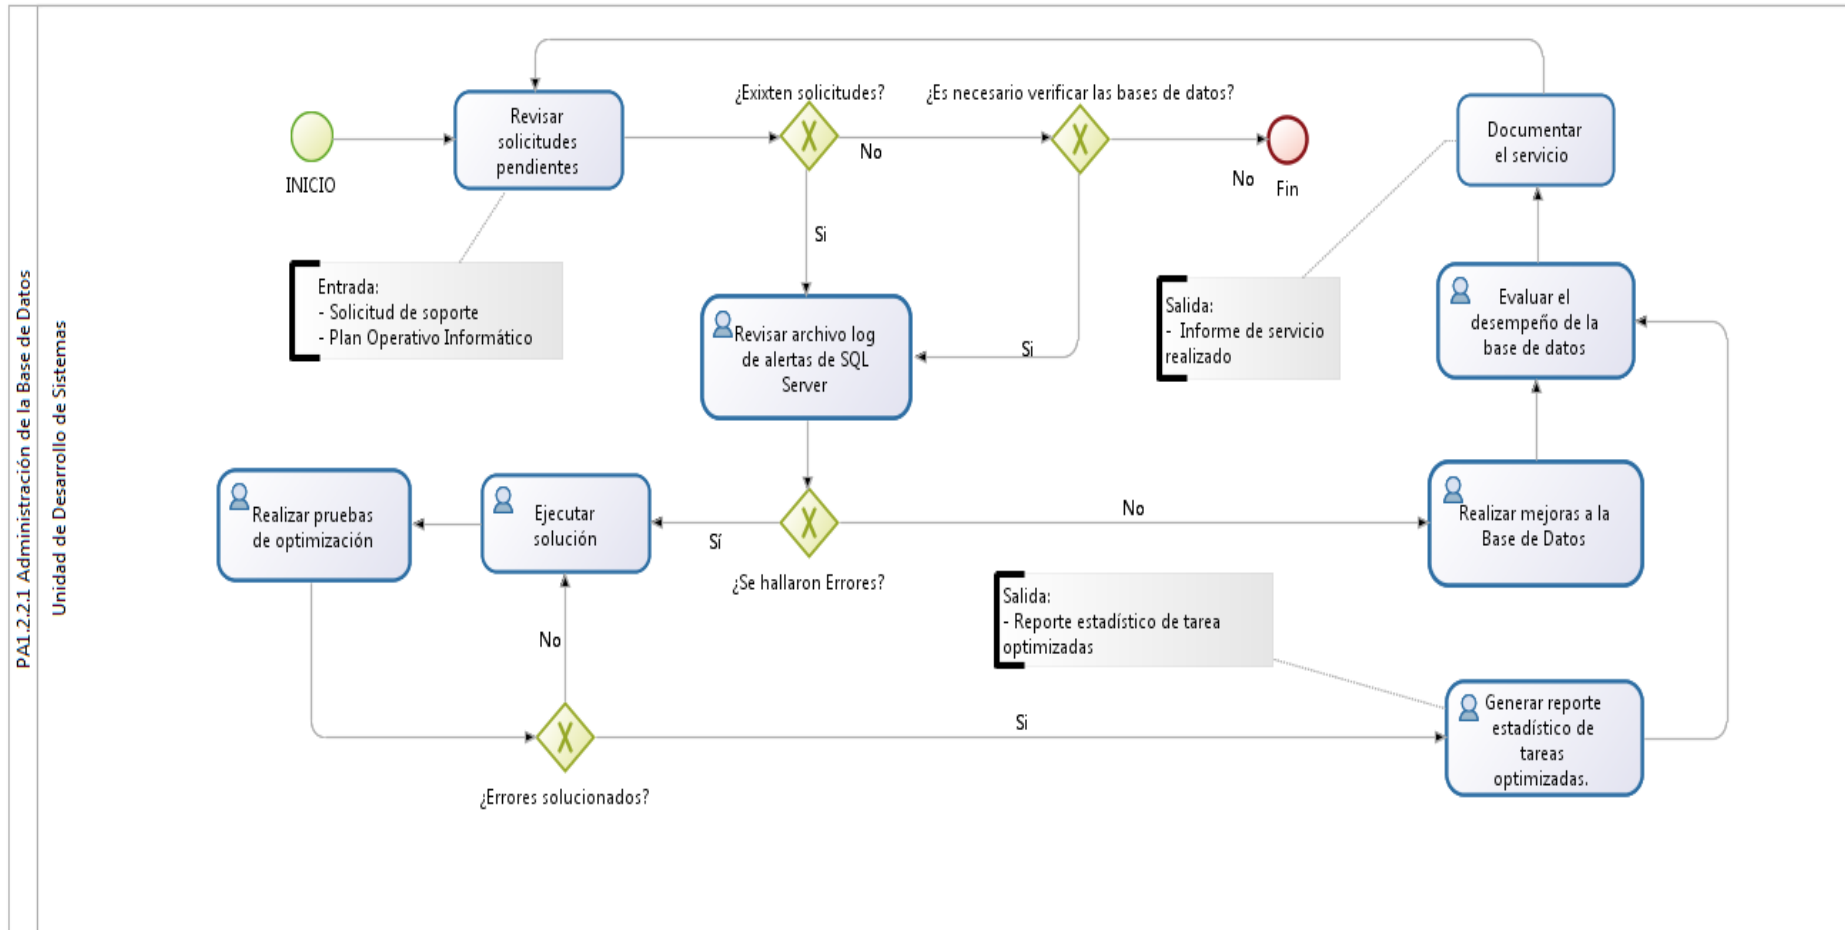 PA1.2.2.1 Administración de la Base de Datos
Unidad de Desarrollo de Sistemas
INICIO
Revisar
solicitudes
pendientes
¿Exixten solicitudes?
No
Si
¿Es necesario verificar las bases de datos?
No
Si
Fin
Documentar
el servicio
Entrada:
- Solicitud de soporte
- Plan Operativo Informático
Revisar archivo log
de alertas de SQL
Server
Salida:
- Informe de servicio
realizado
Evaluar el
desempeño de la
base de datos
Realizar pruebas
de optimización
Ejecutar
solución
Sí
¿Se hallaron Errores?
No
Realizar mejoras a la
Base de Datos
No
Salida:
- Reporte estadístico de tarea
optimizadas
¿Errores solucionados?
Si
Generar reporte
estadístico de
tareas
optimizadas.